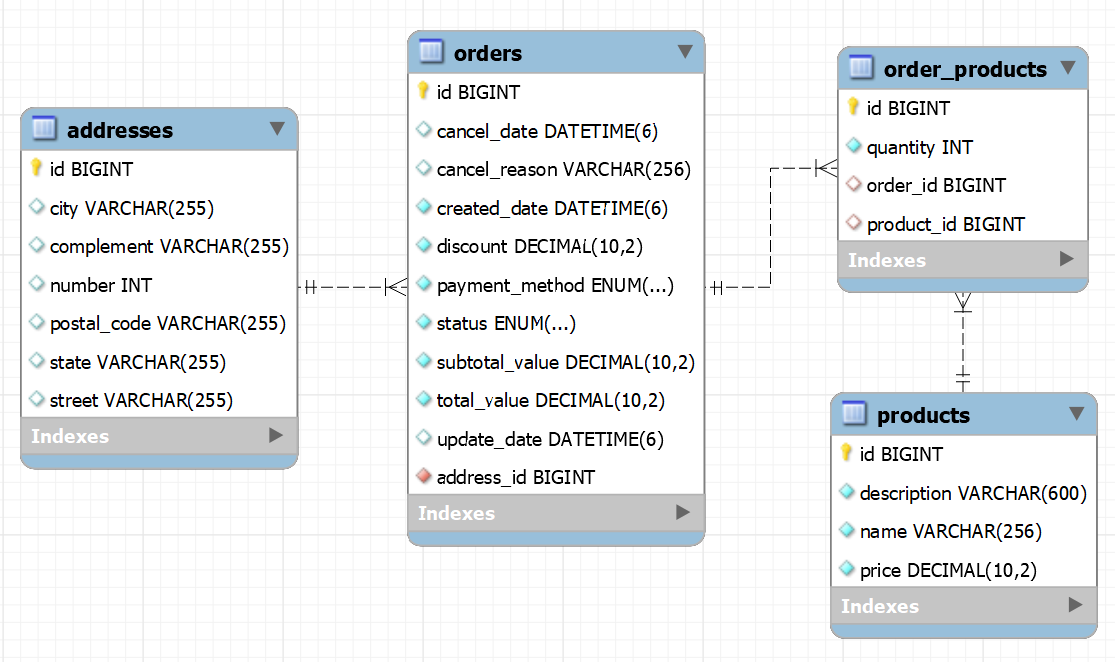 addresses
id BIGINT
city VARCHAR(255)
complement VARCHAR(255)
number INT
postal_code VARCHAR(255)
state VARCHAR(255)
street VARCHAR(255)
Indexes
orders
id BIGINT
cancel_date DATETIME(6)
cancel_reason VARCHAR(256)
created_date DATETIME(6)
discount DECIMAL(10,2)
payment_method ENUM(...)
status ENUM(...)
subtotal_value DECIMAL(10,2)
total_value DECIMAL(10,2)
update_date DATETIME(6)
address_id BIGINT
Indexes
order_products
id BIGINT
quantity INT
order_id BIGINT
product_id BIGINT
Indexes
products
id BIGINT
description VARCHAR(600)
name VARCHAR(256)
price DECIMAL(10,2)
Indexes